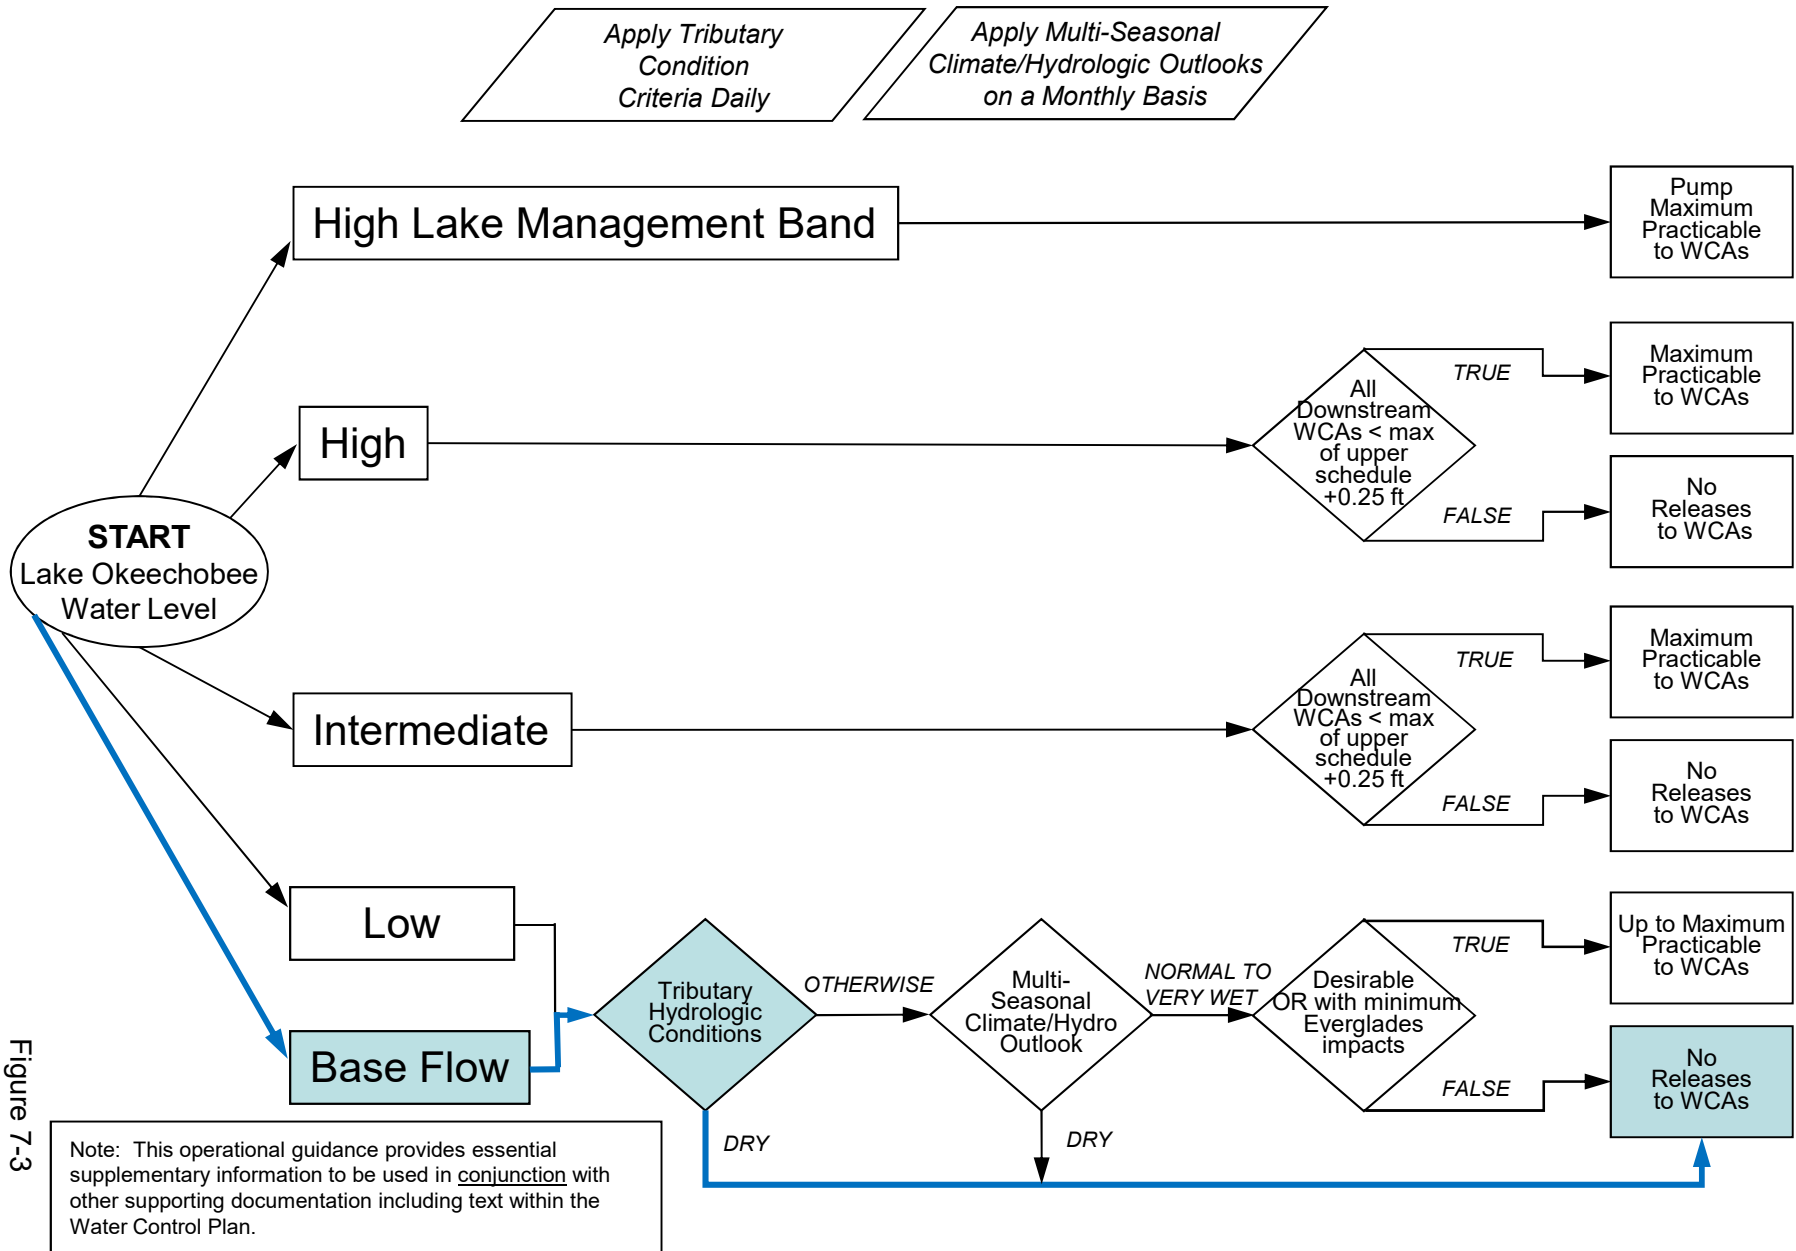 Apply Tributary
Condition
Criteria Daily
Apply Multi-Seasonal
Climate/Hydrologic Outlooks
on a Monthly Basis
High Lake Management Band
Pump
Maximum
Practicable
to WCAs
High
All
Downstream
WCAs < max
of upper
schedule
+0.25 ft
TRUE
Maximum
Practicable
to WCAs
FALSE
No
Releases
to WCAs
START
Lake Okeechobee
Water Level
Intermediate
All
Downstream
WCAs < max
of upper
schedule
+0.25 ft
TRUE
Maximum
Practicable
to WCAs
FALSE
No
Releases
to WCAs
Low
Base Flow
Tributary
Hydrologic
Conditions
OTHERWISE
DRY
Multi-
Seasonal
Climate/Hydro
Outlook
NORMAL TO
VERY WET
DRY
Desirable
OR with minimum
Everglades
impacts
TRUE
Up to Maximum
Practicable
to WCAs
FALSE
No
Releases
to WCAs
Figure 7-3
Note:  This operational guidance provides essential
supplementary information to be used in conjunction with
other supporting documentation including text within the
Water Control Plan.